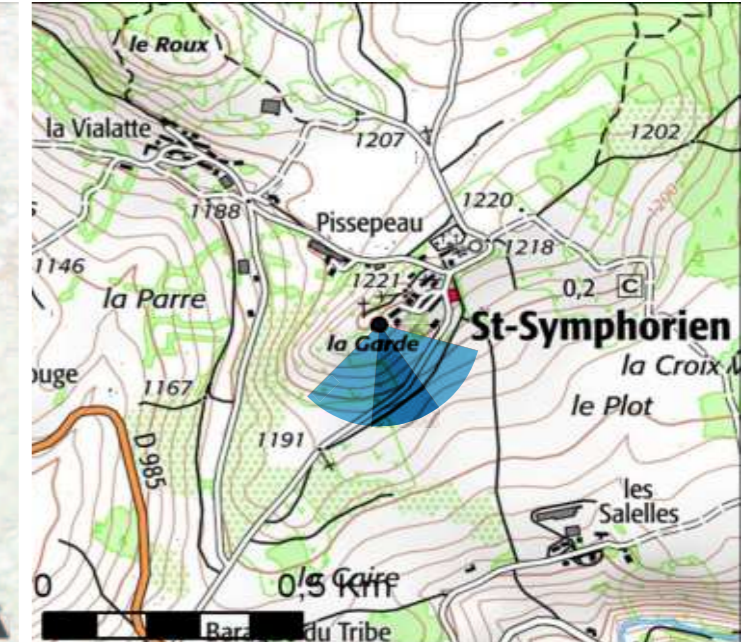 le Roux
la Vialatte
1207
1202
1200
1188
1220
Pissepeau
1218
1146
1221
0,2 C
la Parre
la Garde
St-Symphorien
la Croix M
ouge
1167
le Plot
D 985
1191
les
Salelles
0
0,5 Km
la Caire
Baraque du Tribe